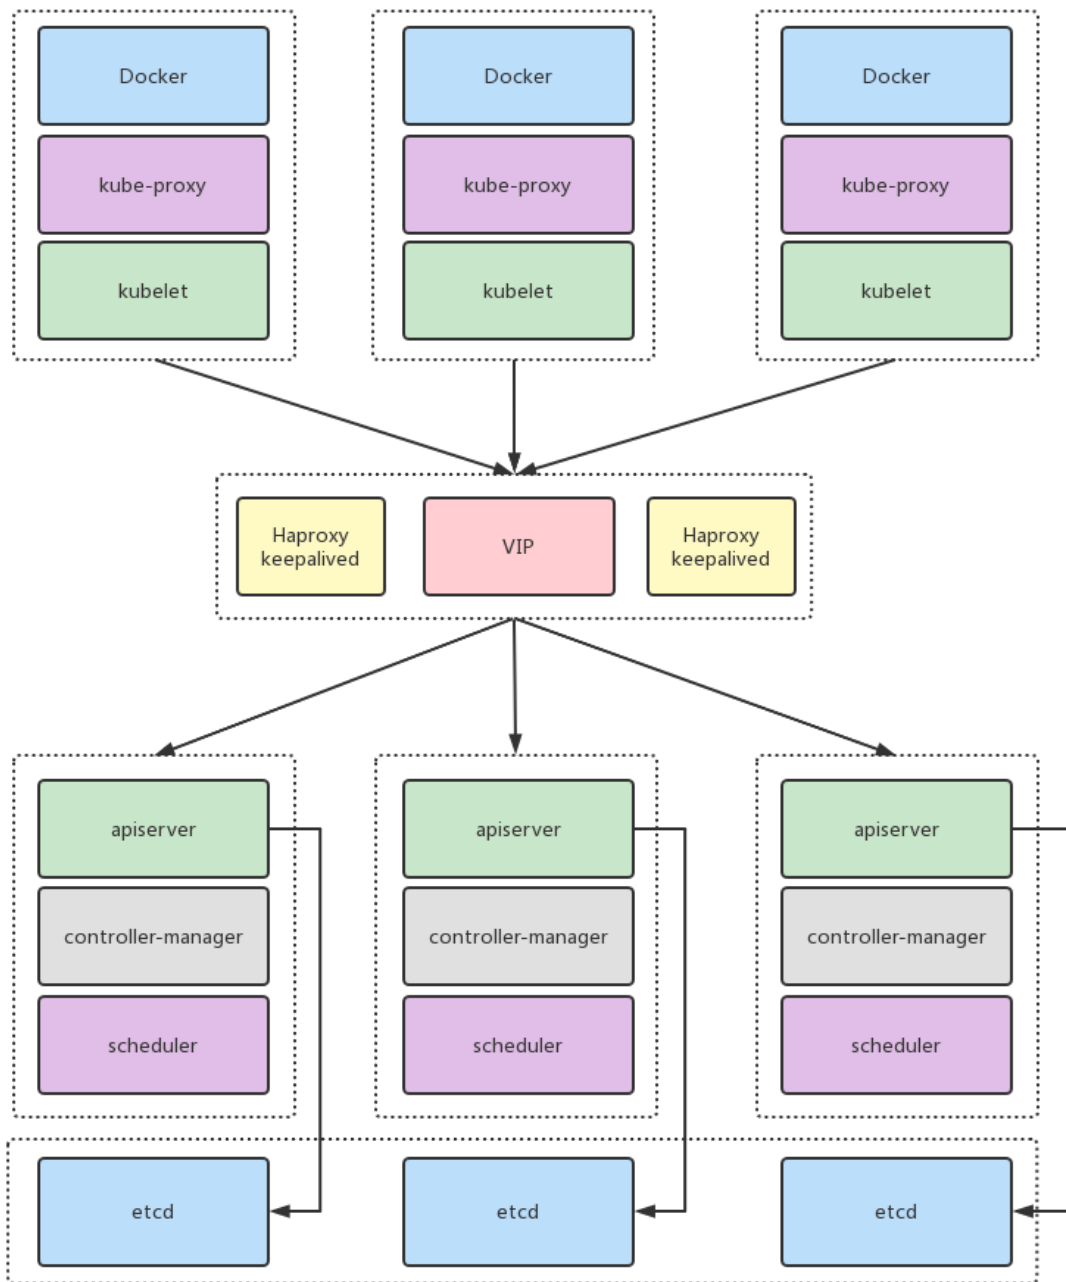 Docker
Docker
Docker
kube-proxy
kube-proxy
kube-proxy
kubelet
kubelet
kubelet
Haproxy
keepalived
VIP
Haproxy
keepalived
apiserver
apiserver
apiserver
controller-manager
controller-manager
controller-manager
scheduler
scheduler
scheduler
etcd
etcd
etcd